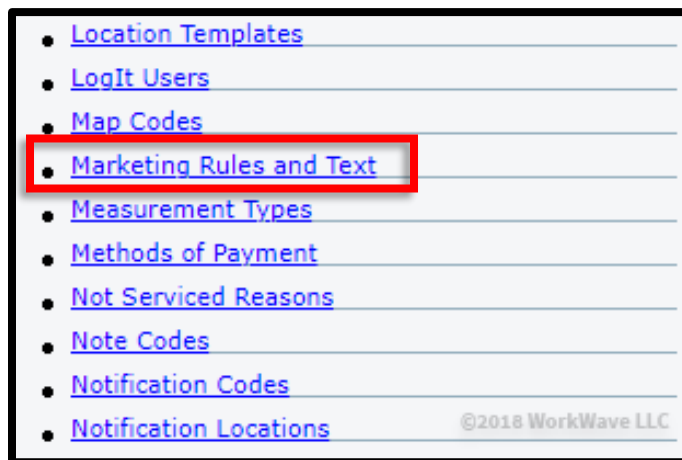 Location Templates
LogIt Users
Map Codes
Marketing Rules and Text
Measurement Types
Methods of Payment
Not Serviced Reasons
Note Codes
Notification Codes
Notification Locations
©2018 WorkWave LLC